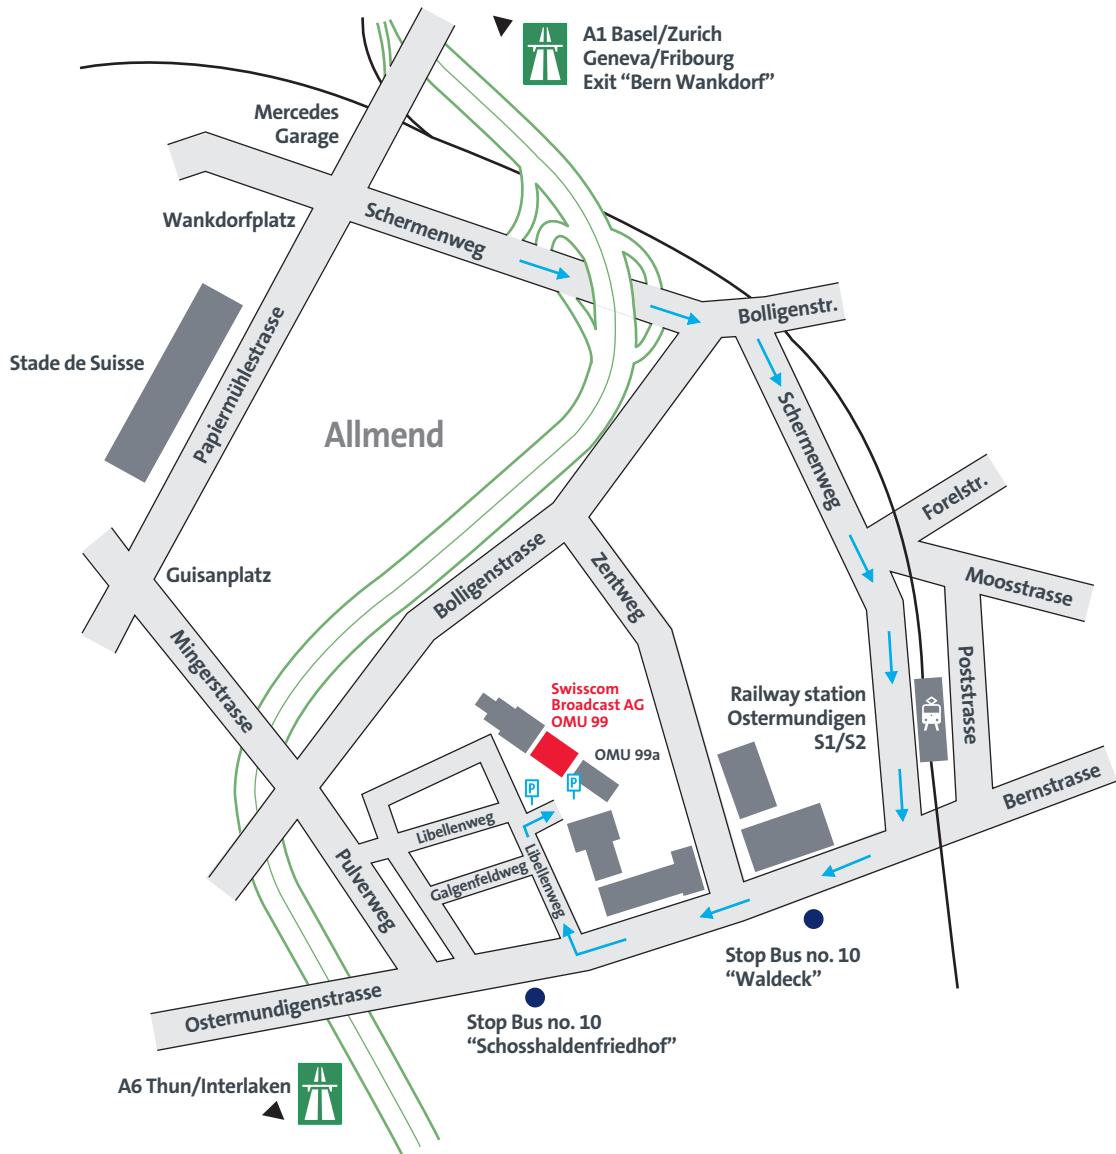 A1 Basel/Zurich
Geneva/Fribourg
Exit “Bern Wankdorf”
Mercedes
Garage
Wankdorfplatz
Schermenweg
Bolligenstr.
Stade de Suisse
Papiermühlestrasse
Allmend
Schermenweg
Forelstr.
Guisanplatz
Bolligenstrasse
Zentweg
Moosstrasse
Mingerstrasse
Swisscom
Broadcast AG
OMU 99
OMU 99a
Railway station
Ostermundigen
S1/S2
Poststrasse
Bernstrasse
P
P
Libellenweg
Galgenfeldweg
Libellenweg
Pulverweg
Stop Bus no. 10
“Waldeck”
Ostermundigenstrasse
Stop Bus no. 10
“Schosshaldenfriedhof”
A6 Thun/Interlaken